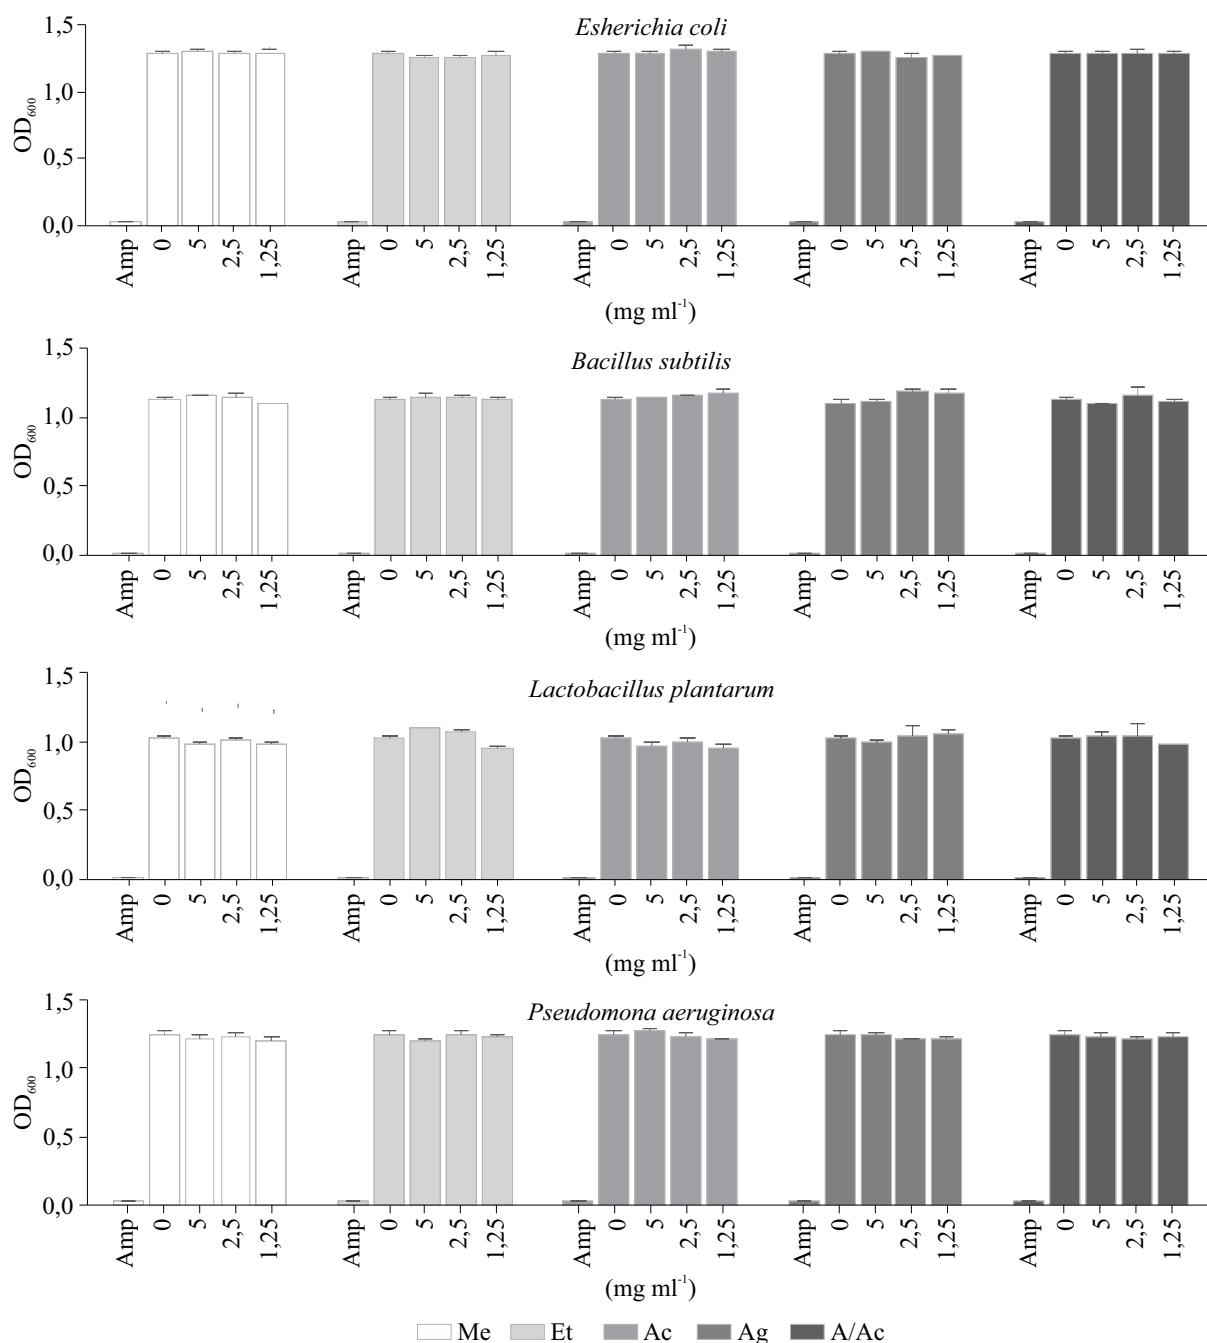 Esherichia coli
OD600
1,5
1,0
0,5
0,0
Amp 0 5 2,5 1,25 Amp 0 5 2,5 1,25 Amp 0 5 2,5 1,25 Amp 0 5 2,5 1,25 Amp 0 5 2,5 1,25
(mg ml-1)
Bacillus subtilis
OD600
1,5
1,0
0,5
0,0
Amp 0 5 2,5 1,25 Amp 0 5 2,5 1,25 Amp 0 5 2,5 1,25 Amp 0 5 2,5 1,25 Amp 0 5 2,5 1,25
(mg ml-1)
Lactobacillus plantarum
OD600
1,5
1,0
0,5
0,0
Amp 0 5 2,5 1,25 Amp 0 5 2,5 1,25 Amp 0 5 2,5 1,25 Amp 0 5 2,5 1,25 Amp 0 5 2,5 1,25
(mg ml-1)
Pseudomona aeruginosa
OD600
1,5
1,0
0,5
0,0
Amp 0 5 2,5 1,25 Amp 0 5 2,5 1,25 Amp 0 5 2,5 1,25 Amp 0 5 2,5 1,25 Amp 0 5 2,5 1,25
(mg ml-1)
Me Et Ac Ag A/Ac